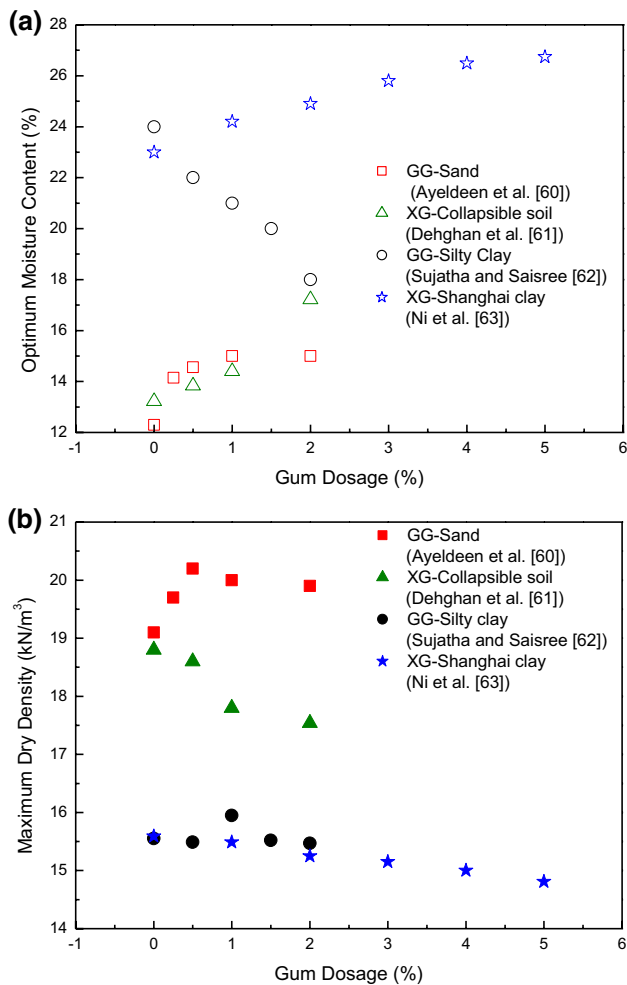 (a)
28
26
24
22
20
18
16
14
12
Optimum Moisture Content (%)
GG-Sand
(Ayeldeen et al. [60])
XG-Collapsible soil
(Dehghan et al. [61])
GG-Silty Clay
(Sujatha and Saisree [62])
XG-Shanghai clay
(Ni et al. [63])
-1 0 1 2 3 4 5 6
Gum Dosage (%)
(b)
21
20
19
18
17
16
15
14
Maximum Dry Density (kN/m³)
GG-Sand
(Ayeldeen et al. [60])
XG-Collapsible soil
(Dehghan et al. [61])
GG-Silty clay
(Sujatha and Saisree [62])
XG-Shanghai clay
(Ni et al. [63])
-1 0 1 2 3 4 5 6
Gum Dosage (%)